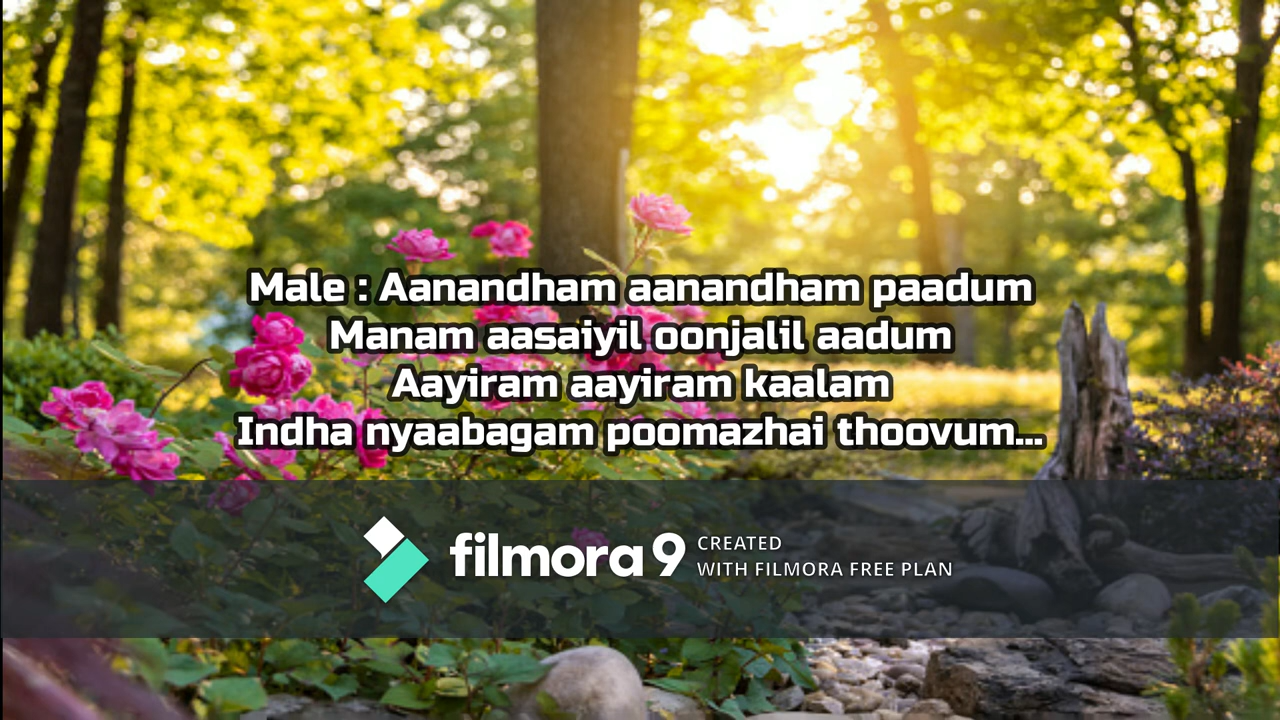 Male : Aanandham aanandham paadum
Manam aasaiyil oonjalil aadum
Aayiram aayiram kaalam
Indha nyaabagam poomazhai thoovum...
filmora 9 CREATED
WITH FILMORA FREE PLAN